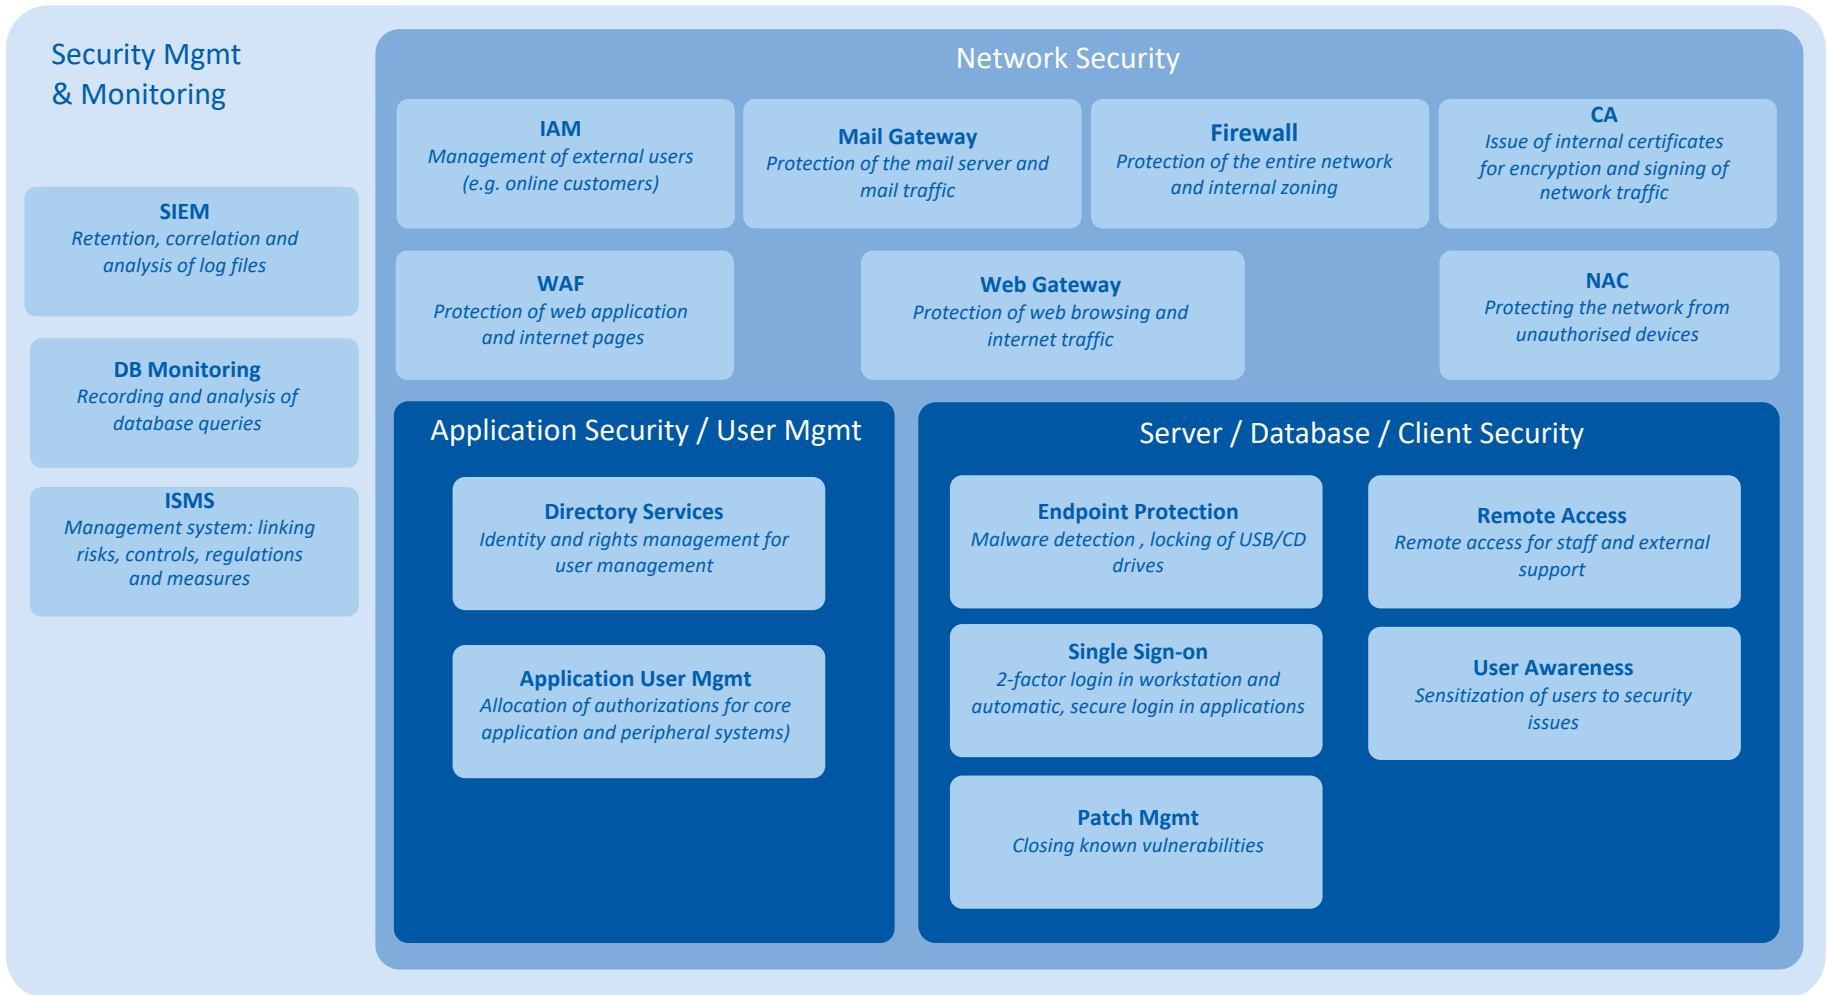 Security Mgmt
& Monitoring
SIEM
Retention, correlation and
analysis of log files
DB Monitoring
Recording and analysis of
database queries
ISMS
Management system: linking
risks, controls, regulations
and measures
Network Security
IAM
Management of external users
(e.g. online customers)
Mail Gateway
Protection of the mail server and
mail traffic
Firewall
Protection of the entire network
and internal zoning
CA
Issue of internal certificates
for encryption and signing of
network traffic
WAF
Protection of web application
and internet pages
Web Gateway
Protection of web browsing and
internet traffic
NAC
Protecting the network from
unauthorised devices
Application Security / User Mgmt
Directory Services
Identity and rights management for
user management
Application User Mgmt
Allocation of authorizations for core
application and peripheral systems)
Server / Database / Client Security
Endpoint Protection
Malware detection , locking of USB/CD
drives
Remote Access
Remote access for staff and external
support
Single Sign-on
2-factor login in workstation and
automatic, secure login in applications
User Awareness
Sensitization of users to security
issues
Patch Mgmt
Closing known vulnerabilities